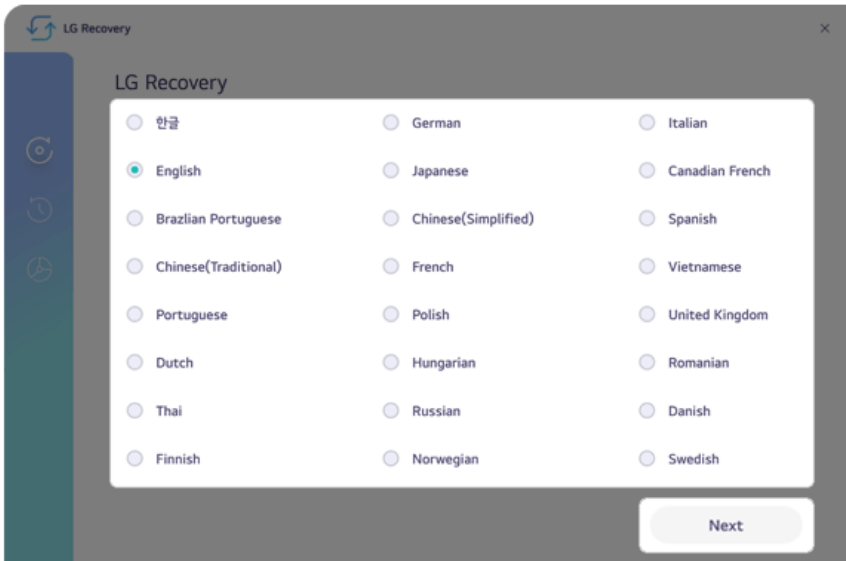 LG Recovery
LG Recovery
한글 German Italian
English Japanese Canadian French
Brazlian Portuguese Chinese(Simplified) Spanish
Chinese(Traditional) French Vietnamese
Portuguese Polish United Kingdom
Dutch Hungarian Romanian
Thai Russian Danish
Finnish Norwegian Swedish
Next